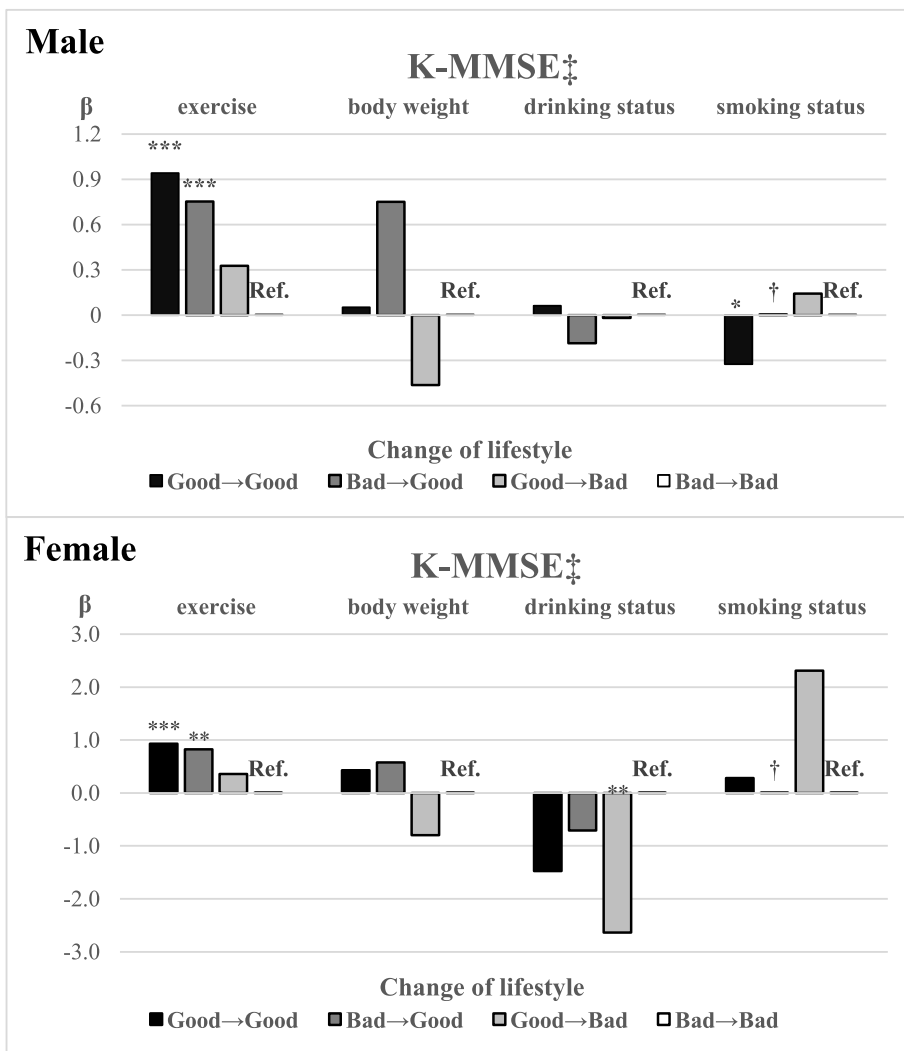 Male
K-MMSE‡
β exercise body weight drinking status smoking status
1.2
***
0.9
***
0.6
0.3
Ref. Ref. Ref. * † Ref.
0
-0.3
-0.6
Change of lifestyle
Good→Good Bad→Good Good→Bad Bad→Bad
Female
K-MMSE‡
β exercise body weight drinking status smoking status
3.0
2.0
*** **
1.0
Ref. Ref. Ref. † Ref.
0.0
**
-1.0
-2.0
-3.0
Change of lifestyle
Good→Good Bad→Good Good→Bad Bad→Bad